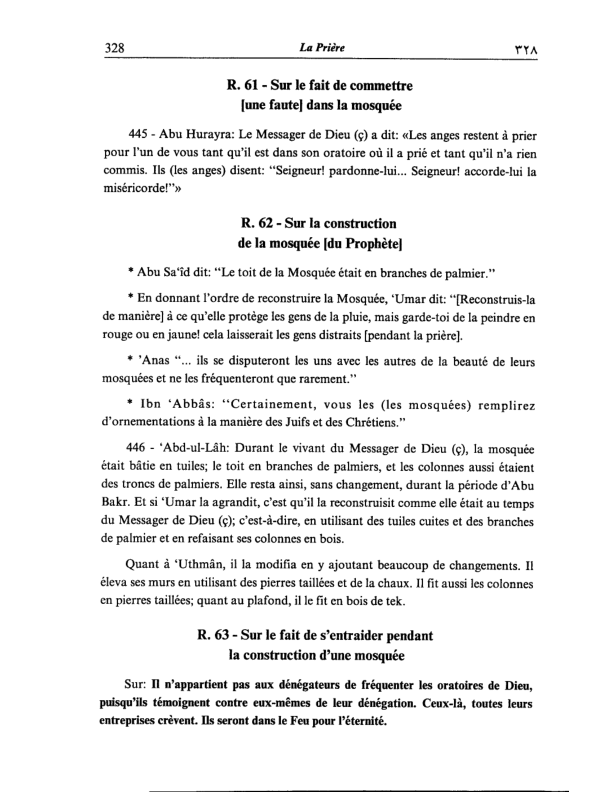 328 La Prière ٣٢٨
R. 61 - Sur le fait de commettre
[une faute] dans la mosquée
445 - Abu Hurayra: Le Messager de Dieu (ç) a dit: «Les anges restent à prier
pour l'un de vous tant qu'il est dans son oratoire où il a prié et tant qu'il n'a rien
commis. Ils (les anges) disent: “Seigneur! pardonne-lui... Seigneur! accorde-lui la
miséricorde!”»
R. 62 - Sur la construction
de la mosquée [du Prophète]
* Abu Sa‘îd dit: “Le toit de la Mosquée était en branches de palmier.”
* En donnant l'ordre de reconstruire la Mosquée, ‘Umar dit: “[Reconstruis-la
de manière] à ce qu'elle protège les gens de la pluie, mais garde-toi de la peindre en
rouge ou en jaune! cela laisserait les gens distraits [pendant la prière].
* 'Anas “... ils se disputeront les uns avec les autres de la beauté de leurs
mosquées et ne les fréquenteront que rarement.”
* Ibn ‘Abbâs: “Certainement, vous les (les mosquées) remplirez
d'ornementations à la manière des Juifs et des Chrétiens.”
446 - ‘Abd-ul-Lâh: Durant le vivant du Messager de Dieu (ç), la mosquée
était bâtie en tuiles; le toit en branches de palmiers, et les colonnes aussi étaient
des troncs de palmiers. Elle resta ainsi, sans changement, durant la période d'Abu
Bakr. Et si ‘Umar la agrandit, c'est qu'il la reconstruisit comme elle était au temps
du Messager de Dieu (ç); c'est-à-dire, en utilisant des tuiles cuites et des branches
de palmier et en refaisant ses colonnes en bois.
Quant à ‘Uthmân, il la modifia en y ajoutant beaucoup de changements. Il
éleva ses murs en utilisant des pierres taillées et de la chaux. Il fit aussi les colonnes
en pierres taillées; quant au plafond, il le fit en bois de tek.
R. 63 - Sur le fait de s'entraider pendant
la construction d'une mosquée
Sur: Il n'appartient pas aux dénégateurs de fréquenter les oratoires de Dieu,
puisqu'ils témoignent contre eux-mêmes de leur dénégation. Ceux-là, toutes leurs
entreprises crèvent. Ils seront dans le Feu pour l'éternité.